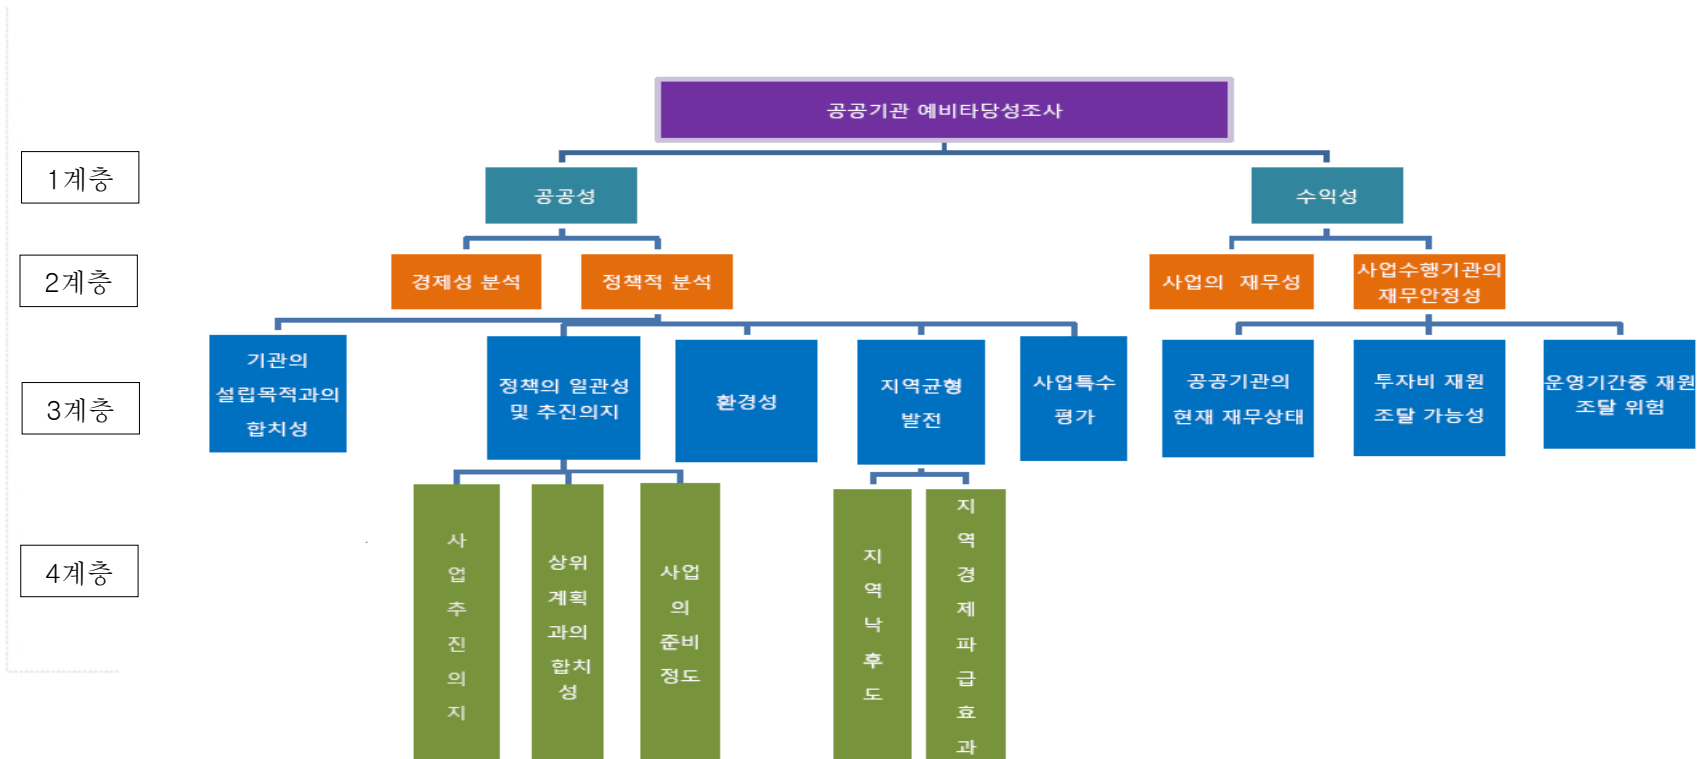 공공기관 예비타당성조사
1계층
공공성
수익성
2계층
경제성 분석
정책적 분석
사업의 재무성
사업수행기관의
재무안정성
3계층
기관의
설립목적과의
합치성
정책의 일관성
및 추진의지
환경성
지역균형
발전
사업특수
평가
공공기관의
현재 재무상태
투자비 재원
조달 가능성
운영기간중 재원
조달 위험
4계층
사
업
추
진
의
지
상위
계획
과의
합치
성
사업
의
준비
정도
지
역
낙
후
도
지
역
경
제
파
급
효
과